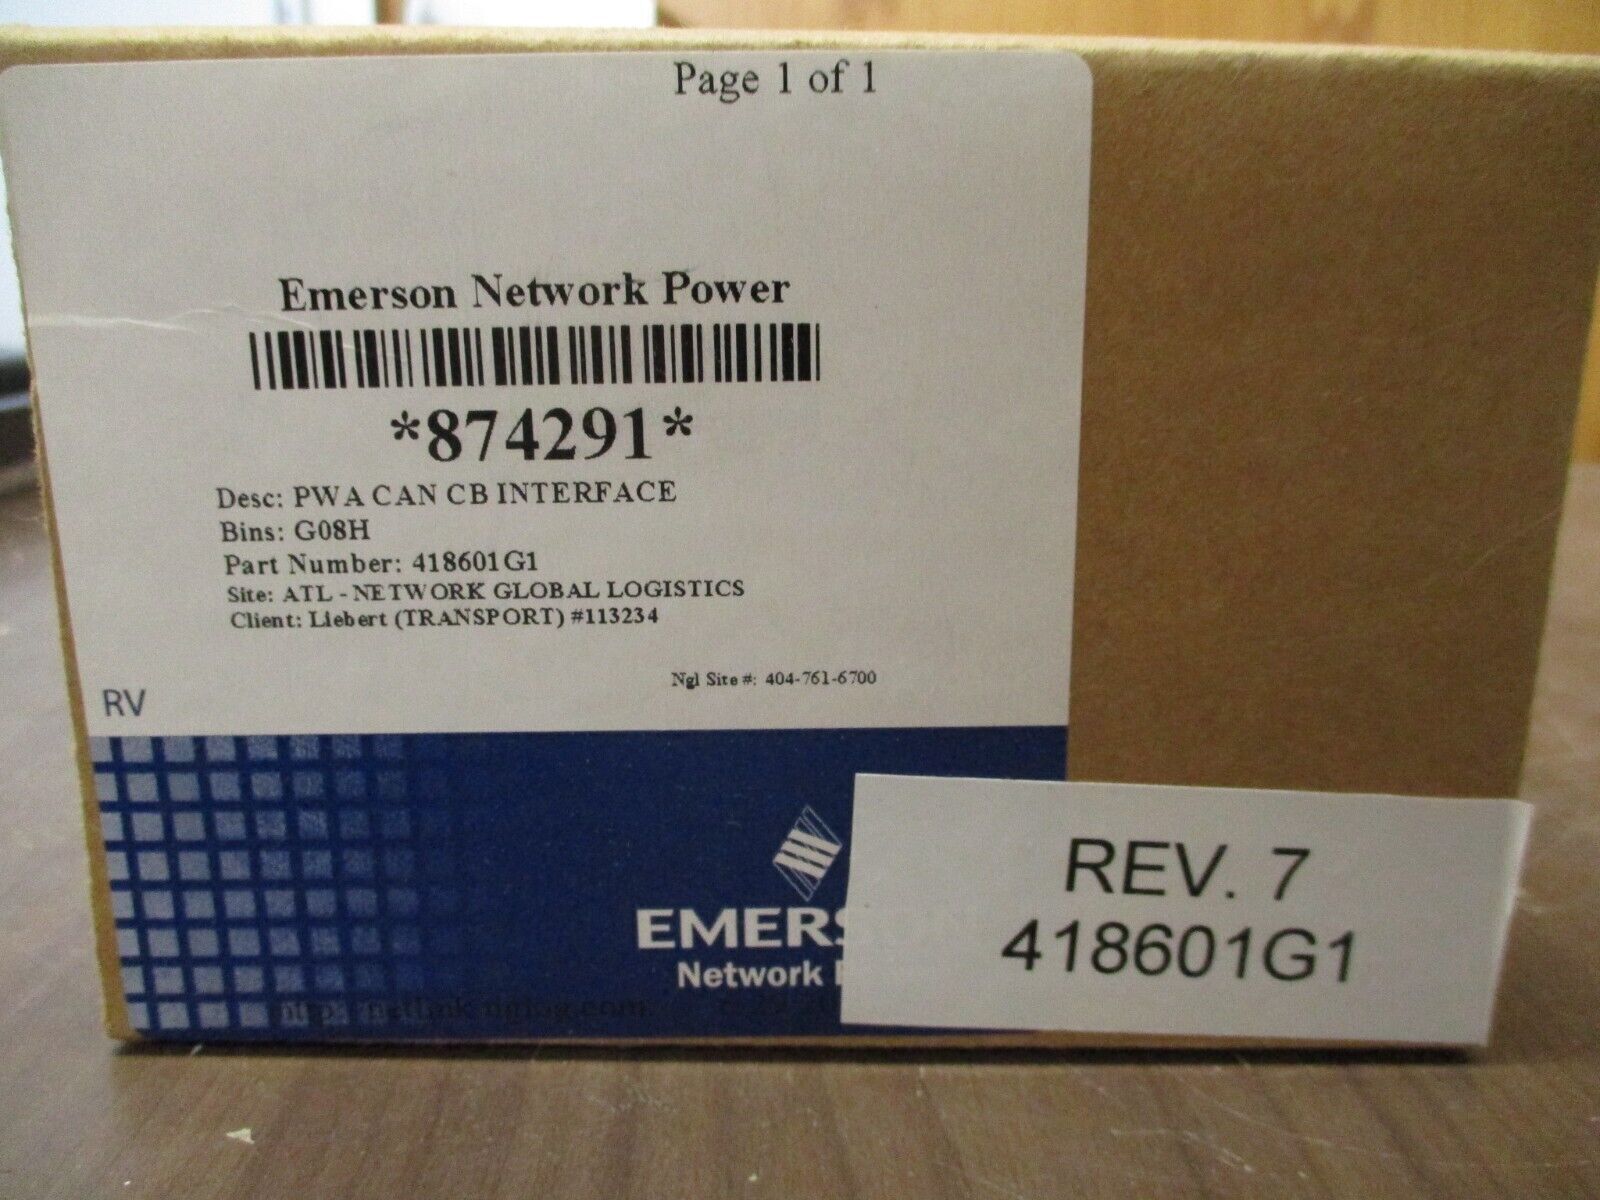 Page 1 of 1
Emerson Network Power
*874291*
Desc: PWA CAN CB INTERFACE
Bins: G08H
Part Number: 418601G1
Site: ATL - NETWORK GLOBAL LOGISTICS
Client: Liebert (TRANSPORT) #113234
Ngl Site #: 404-761-6700
RV
EMERS
Network
REV. 7
418601G1